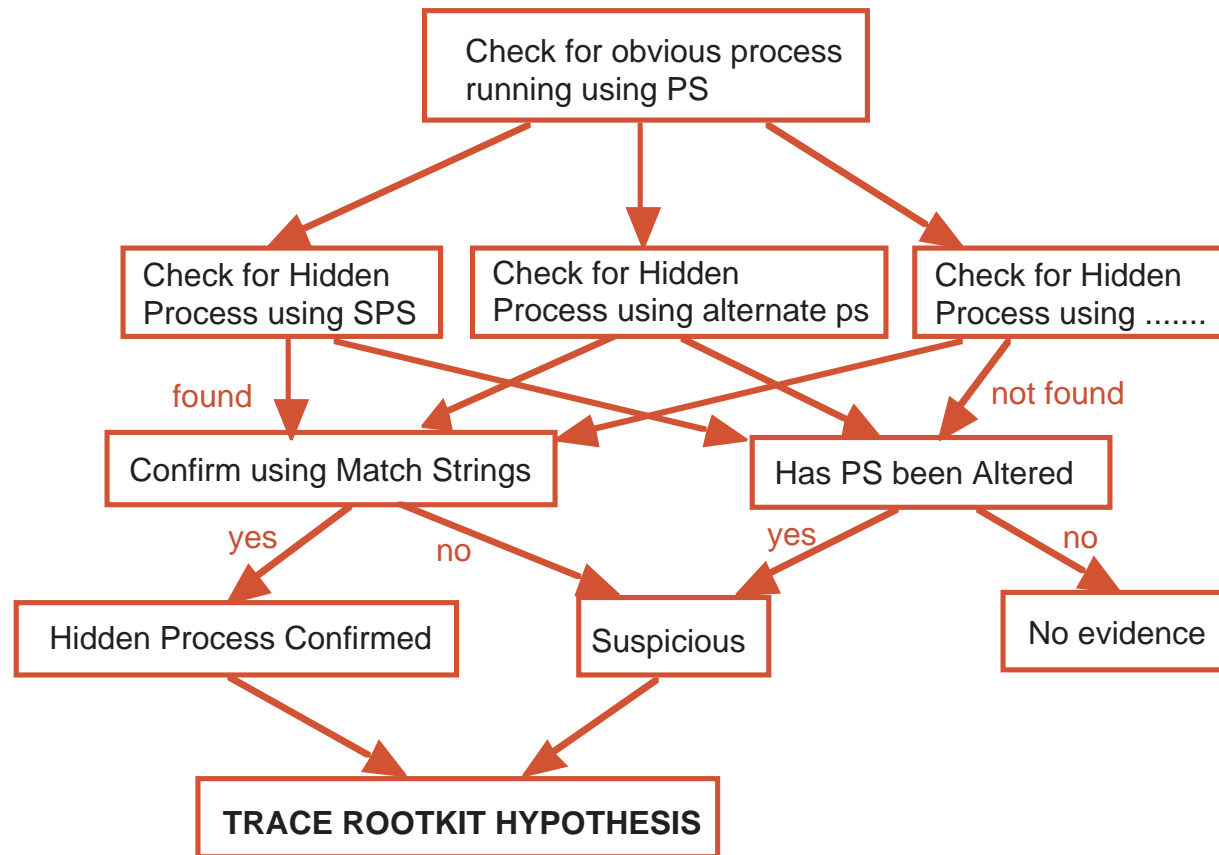 Check for obvious process
running using PS
Check for Hidden
Process using SPS
Check for Hidden
Process using alternate ps
Check for Hidden
Process using .......
found
not found
Confirm using Match Strings
Has PS been Altered
yes
no
yes
no
Hidden Process Confirmed
Suspicious
No evidence
TRACE ROOTKIT HYPOTHESIS